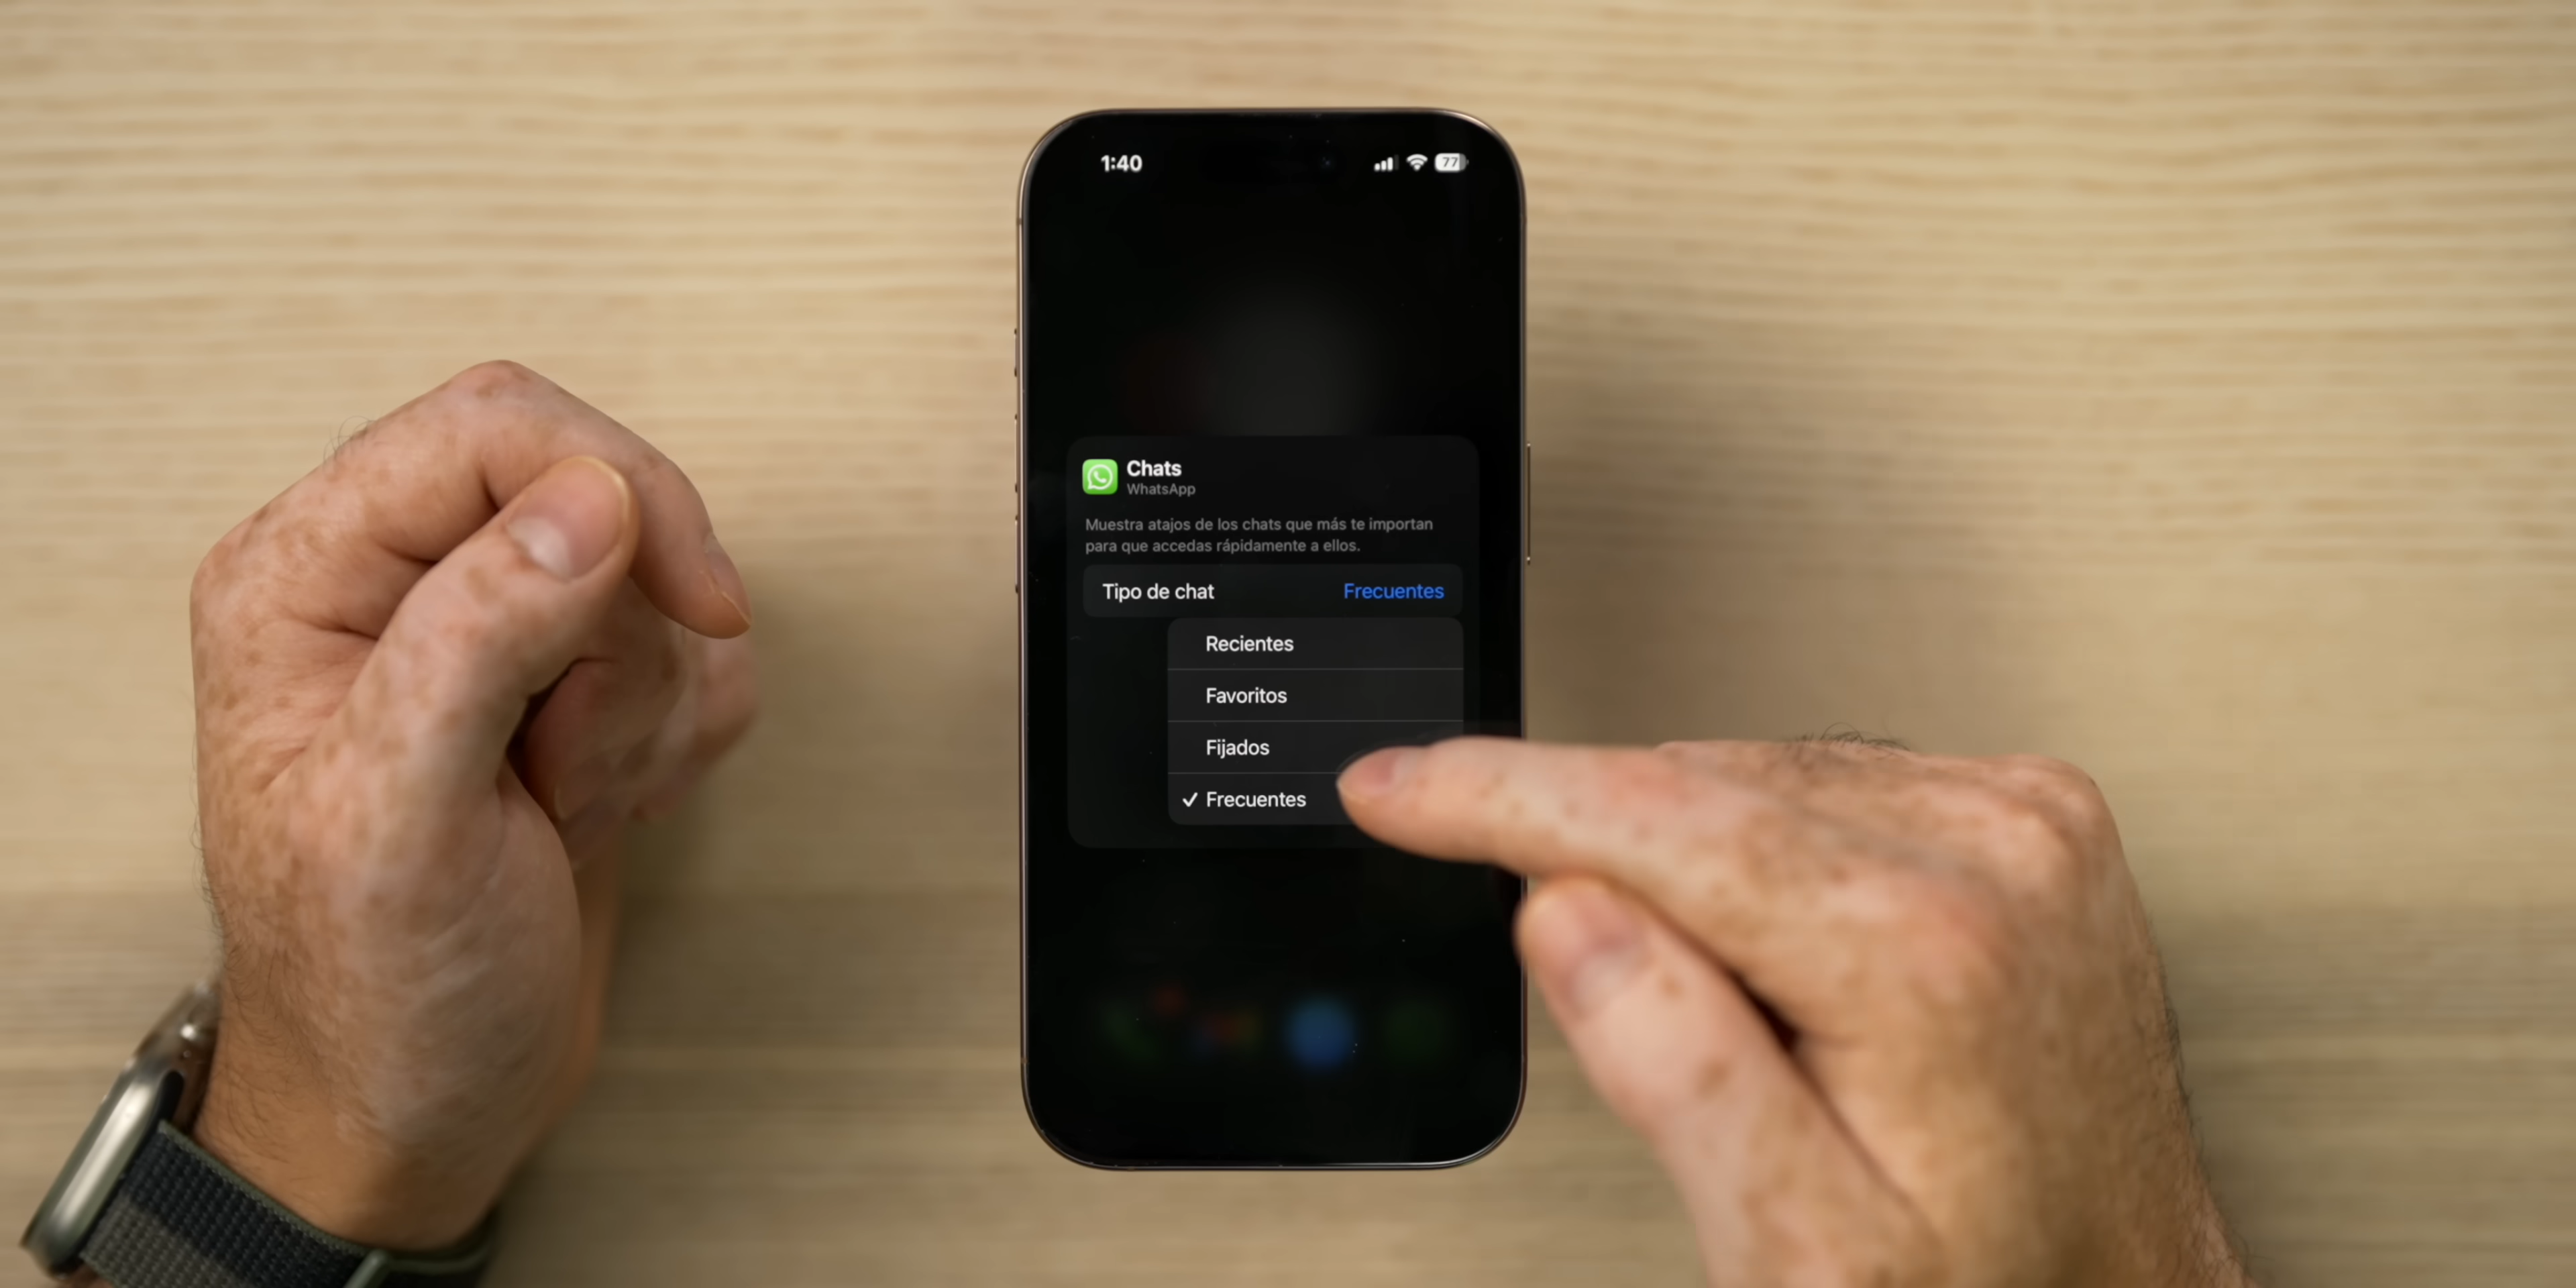 1:40
77
Chats
WhatsApp
Muestra atajos de los chats que más te importan
para que accedas rápidamente a ellos.
Tipo de chat Frecuentes
Recientes
Favoritos
Fijados
✓ Frecuentes